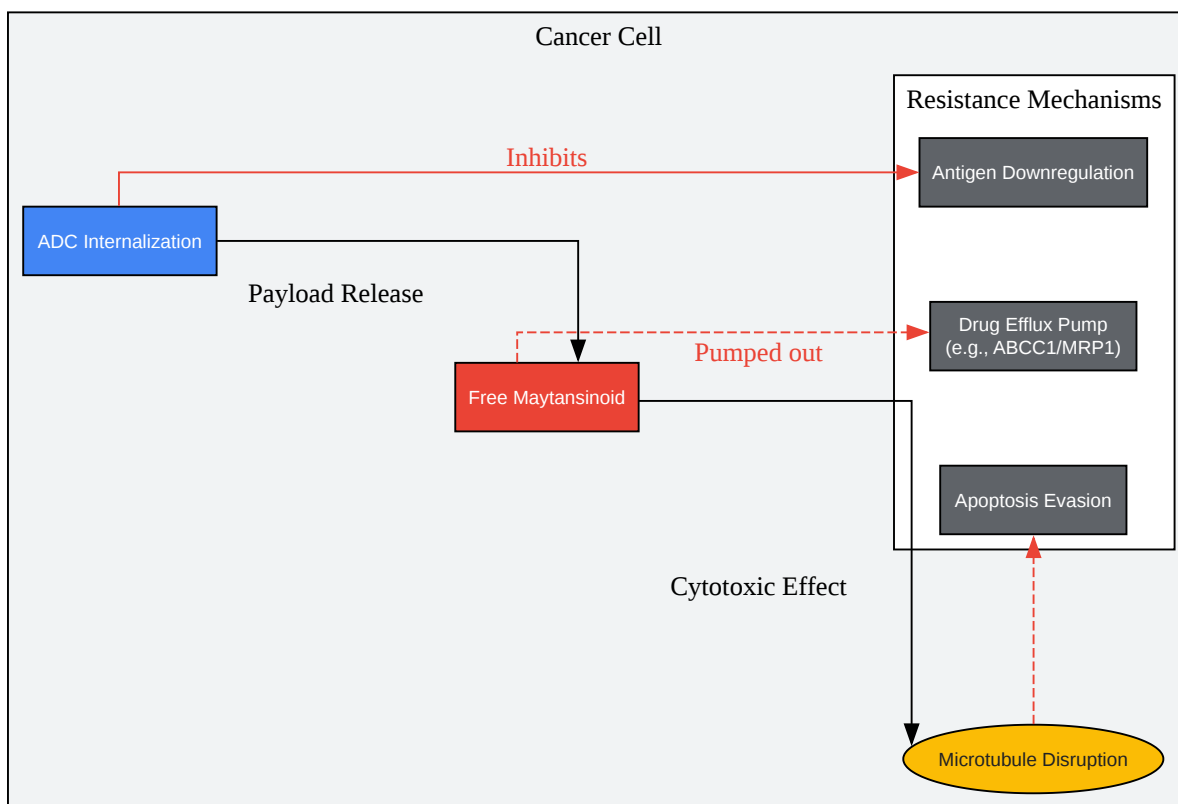 Cancer Cell
Resistance Mechanisms
Inhibits
Antigen Downregulation
ADC Internalization
Payload Release
Drug Efflux Pump
(e.g., ABCC1/MRP1)
Pumped out
Free Maytansinoid
Apoptosis Evasion
Cytotoxic Effect
Microtubule Disruption